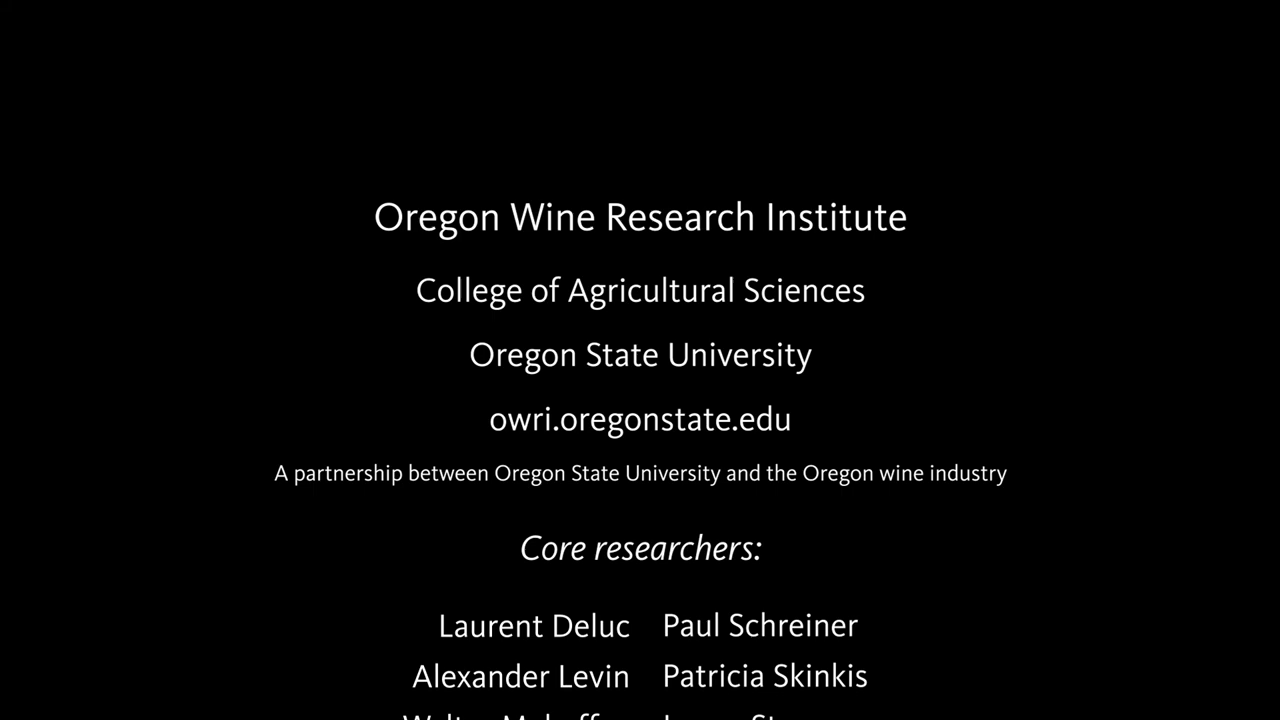 Oregon Wine Research Institute
College of Agricultural Sciences
Oregon State University
owri.oregonstate.edu
A partnership between Oregon State University and the Oregon wine industry
Core researchers:
Laurent Deluc Paul Schreiner
Alexander Levin Patricia Skinkis